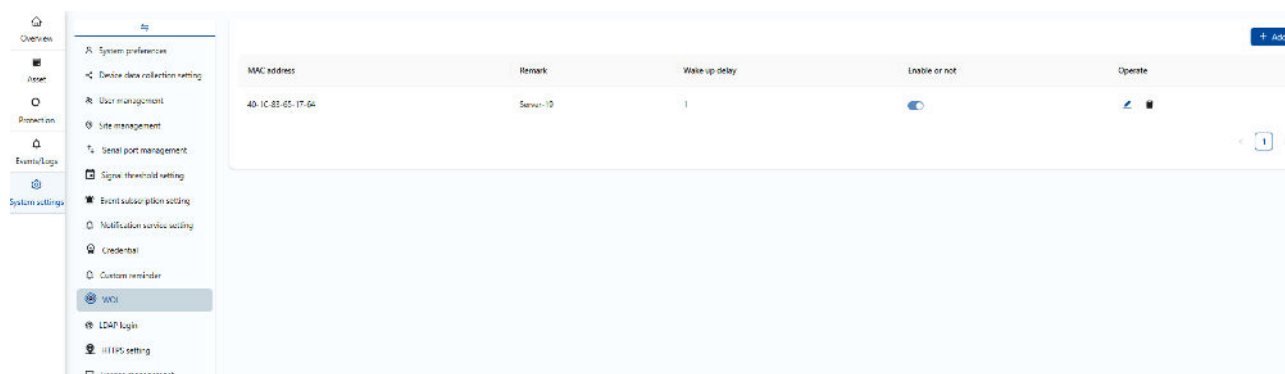 Overview
Asset
Protection
Events/Logs
System settings
System preferences
Device data collection setting
User management
Site management
Serial port management
Signal threshold setting
Event subscription setting
Notification service setting
Credential
Custom reminder
WOL
LDAP login
HTTPS setting
+ Add
MAC address Remark Wake up delay Enable or not Operate
40-1C-83-65-17-64 Server-10 1
< 1